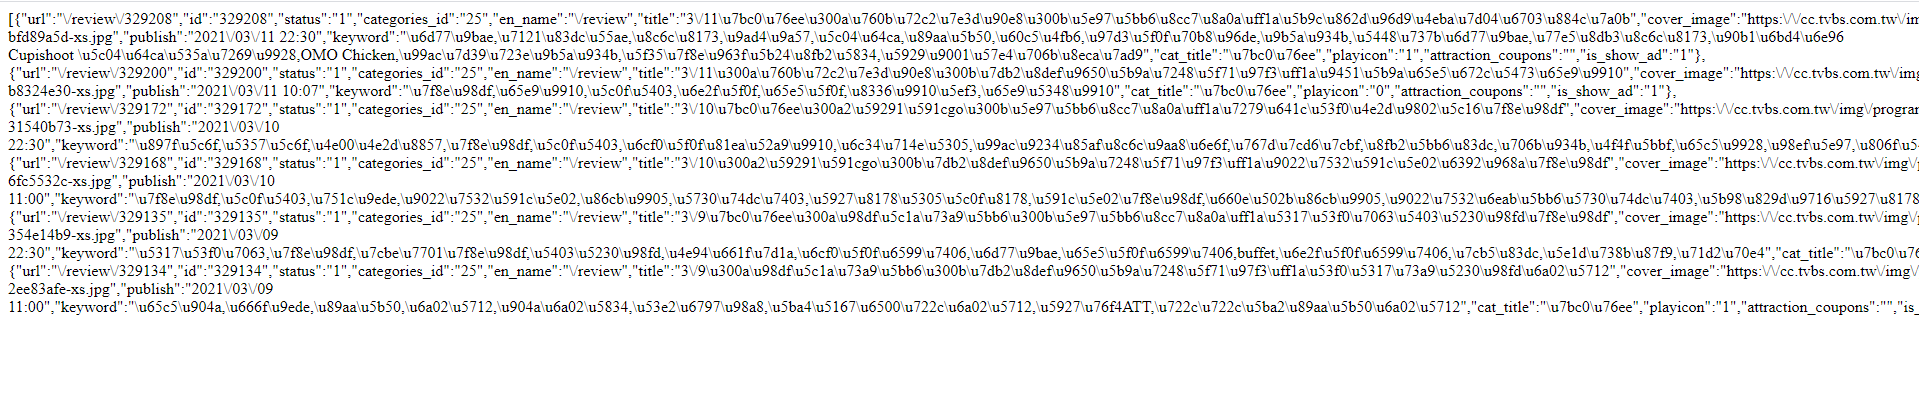 [{"url":"\/review\/329208","id":"329208","status":"1","categories_id":"25","en_name":"\/review","title":"3\/11\u7bc0\u76ee\u300a\u760b\u72c2\u7e3d\u90e8\u300b\u5e97\u5bb6\u8cc7\u8a0a\uff1a\u5b9c\u862d\u96d9\u4eba\u7d04\u6703\u884c\u7a0b","cover_image":"https:\/\/cc.tvbs.com.tw\/im
bfd89a5d-xs.jpg","publish":"2021\/03\/11 22:30","keyword":"\u6d77\u9bae,\u7121\u83dc\u55ae,\u8c6c\u8173,\u9ad4\u9a57,\u5c04\u64ca,\u89aa\u5b50,\u60c5\u4fb6,\u97d3\u5f0f\u70b8\u96de,\u9b5a\u934b,\u5448\u737b\u6d77\u9bae,\u77e5\u8db3\u8c6c\u8173,\u90b1\u6bd4\u6e96
Cupishoot \u5c04\u64ca\u535a\u7269\u9928,OMO Chicken,\u99ac\u7d39\u723e\u9b5a\u934b,\u5f35\u7f8e\u963f\u5b24\u8fb2\u5834,\u5929\u9001\u57e4\u706b\u8eca\u7ad9","cat_title":"\u7bc0\u76ee","playicon":"1","attraction_coupons":"","is_show_ad":"1"},
{"url":"\/review\/329200","id":"329200","status":"1","categories_id":"25","en_name":"\/review","title":"3\/11\u300a\u760b\u72c2\u7e3d\u90e8\u300b\u7db2\u8def\u9650\u5b9a\u7248\u5f71\u97f3\uff1a\u9451\u5b9a\u65e5\u672c\u5473\u65e9\u9910","cover_image":"https:\/\/cc.tvbs.com.tw\/img
b8324e30-xs.jpg","publish":"2021\/03\/11 10:07","keyword":"\u7f8e\u98df,\u65e9\u9910,\u5c0f\u5403,\u6e2f\u5f0f,\u65e5\u5f0f,\u8336\u9910\u5ef3,\u65e9\u5348\u9910","cat_title":"\u7bc0\u76ee","playicon":"0","attraction_coupons":"","is_show_ad":"1"},
{"url":"\/review\/329172","id":"329172","status":"1","categories_id":"25","en_name":"\/review","title":"3\/10\u7bc0\u76ee\u300a2\u59291\u591cgo\u300b\u5e97\u5bb6\u8cc7\u8a0a\uff1a\u7279\u641c\u53f0\u4e2d\u9802\u5c16\u7f8e\u98df","cover_image":"https:\/\/cc.tvbs.com.tw\/img\/progran
31540b73-xs.jpg","publish":"2021\/03\/10
22:30","keyword":"\u897f\u5c6f,\u5357\u5c6f,\u4e00\u4e2d\u8857,\u7f8e\u98df,\u5c0f\u5403,\u6cf0\u5f0f\u81ea\u52a9\u9910,\u6c34\u714e\u5305,\u99ac\u9234\u85af\u8c6c\u9aa8\u6e6f,\u767d\u7cd6\u7cbf,\u8fb2\u5bb6\u83dc,\u706b\u934b,\u4f4f\u5bbf,\u65c5\u9928,\u98ef\u5e97,\u806f\u5
{"url":"\/review\/329168","id":"329168","status":"1","categories_id":"25","en_name":"\/review","title":"3\/10\u300a2\u59291\u591cgo\u300b\u7db2\u8def\u9650\u5b9a\u7248\u5f71\u97f3\uff1a\u9022\u7532\u591c\u5e02\u6392\u968a\u7f8e\u98df","cover_image":"https:\/\/cc.tvbs.com.tw\/img\/
6fc5532c-xs.jpg","publish":"2021\/03\/10
11:00","keyword":"\u7f8e\u98df,\u5c0f\u5403,\u751c\u9ede,\u9022\u7532\u591c\u5e02,\u86cb\u9905,\u5730\u74dc\u7403,\u5927\u8178\u5305\u5c0f\u8178,\u591c\u5e02\u7f8e\u98df,\u660e\u502b\u86cb\u9905,\u9022\u7532\u6eab\u5bb6\u5730\u74dc\u7403,\u5b98\u829d\u9716\u5927\u8178
{"url":"\/review\/329135","id":"329135","status":"1","categories_id":"25","en_name":"\/review","title":"3\/9\u7bc0\u76ee\u300a\u98df\u5c1a\u73a9\u5bb6\u300b\u5e97\u5bb6\u8cc7\u8a0a\uff1a\u5317\u53f0\u7063\u5403\u5230\u98fd\u7f8e\u98df","cover_image":"https:\/\/cc.tvbs.com.tw\/img\/
354e14b9-xs.jpg","publish":"2021\/03\/09
22:30","keyword":"\u5317\u53f0\u7063,\u7f8e\u98df,\u7cbe\u7701\u7f8e\u98df,\u5403\u5230\u98fd,\u4e94\u661f\u7d1a,\u6cf0\u5f0f\u6599\u7406,\u6d77\u9bae,\u65e5\u5f0f\u6599\u7406,buffet,\u6e2f\u5f0f\u6599\u7406,\u7cb5\u83dc,\u5e1d\u738b\u87f9,\u71d2\u70e4","cat_title":"\u7bc0\u76
{"url":"\/review\/329134","id":"329134","status":"1","categories_id":"25","en_name":"\/review","title":"3\/9\u300a\u98df\u5c1a\u73a9\u5bb6\u300b\u7db2\u8def\u9650\u5b9a\u7248\u5f71\u97f3\uff1a\u53f0\u5317\u73a9\u5230\u98fd\u6a02\u5712","cover_image":"https:\/\/cc.tvbs.com.tw\/img\/
2ee83afe-xs.jpg","publish":"2021\/03\/09
11:00","keyword":"\u65c5\u904a,\u666f\u9ede,\u89aa\u5b50,\u6a02\u5712,\u904a\u6a02\u5834,\u53e2\u6797\u98a8,\u5ba4\u5167\u6500\u722c\u6a02\u5712,\u5927\u76f4ATT,\u722c\u722c\u5ba2\u89aa\u5b50\u6a02\u5712","cat_title":"\u7bc0\u76ee","playicon":"1","attraction_coupons":"","is_